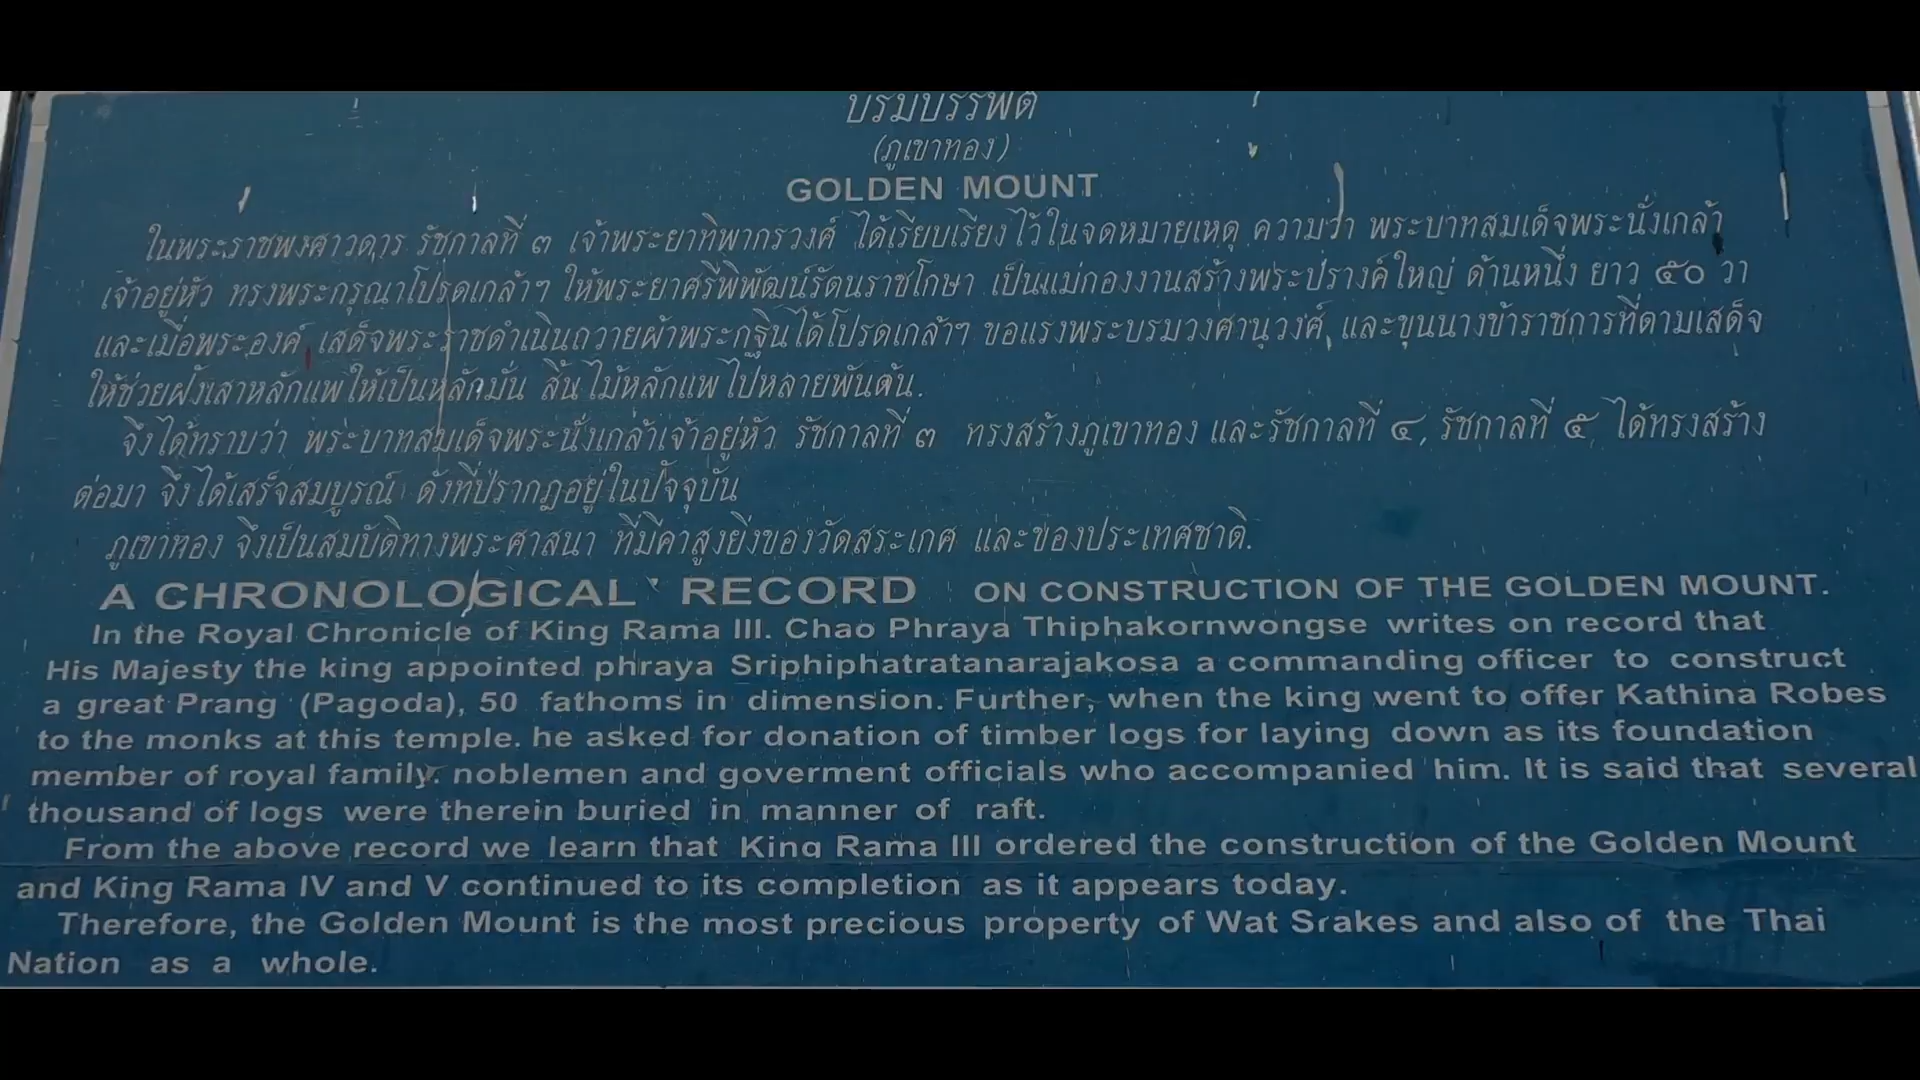 บรมบรรพต
(ภูเขาทอง)
GOLDEN MOUNT
ในพระราชพงศาวดาร รัชกาลที่ ๓ เจ้าพระยาทิพากรวงศ์ ได้เรียบเรียงไว้ในจดหมายเหตุ ความว่า พระบาทสมเด็จพระนั่งเกล้า
เจ้าอยู่หัว ทรงพระกรุณาโปรดเกล้าฯ ให้พระยาศรีพิพัฒน์รัตนราชโกษา เป็นแม่กองงานสร้างพระปรางค์ใหญ่ ด้านหนึ่ง ยาว ๕๐ วา
และเมื่อพระองค์ เสด็จพระราชดำเนินถวายผ้าพระกฐินได้โปรดเกล้าฯ ขอแรงพระบรมวงศานุวงศ์, และขุนนางข้าราชการที่ตามเสด็จ
ให้ช่วยฝังเสาหลักแพให้เป็นหลักมั่น สิ้นไม้หลักแพไปหลายพันต้น.
จึงได้ทราบว่า พระบาทสมเด็จพระนั่งเกล้าเจ้าอยู่หัว รัชกาลที่ ๓ ทรงสร้างภูเขาทอง และรัชกาลที่ ๔, รัชกาลที่ ๕ ได้ทรงสร้าง
ต่อมา จึงได้เสร็จสมบูรณ์ ดังที่ปรากฎอยู่ในปัจจุบัน
ภูเขาทอง จึงเป็นสมบัติทางพระศาสนา ที่มีค่าสูงยิ่งของวัดสระเกศ และของประเทศชาติ.
A CHRONOLOGICAL RECORD ON CONSTRUCTION OF THE GOLDEN MOUNT.
In the Royal Chronicle of King Rama III. Chao Phraya Thiphakornwongse writes on record that
His Majesty the king appointed phraya Sriphiphatratanarajakosa a commanding officer to construct
a great Prang (Pagoda), 50 fathoms in dimension. Further, when the king went to offer Kathina Robes
to the monks at this temple. he asked for donation of timber logs for laying down as its foundation
member of royal family. noblemen and goverment officials who accompanied him. It is said that several
thousand of logs were therein buried in manner of raft.
From the above record we learn that King Rama III ordered the construction of the Golden Mount
and King Rama IV and V continued to its completion as it appears today.
Therefore, the Golden Mount is the most precious property of Wat Srakes and also of the Thai
Nation as a whole.